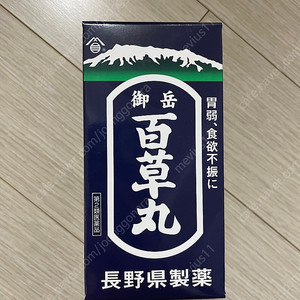 御岳
百草丸
胃弱、食欲不振に
第2類医薬品
長野県製薬